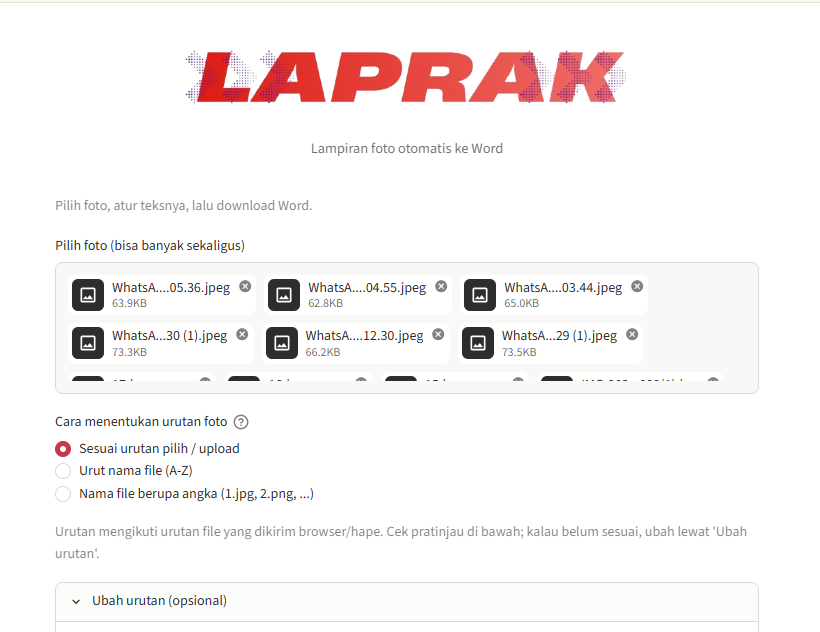 LAPRAK
Lampiran foto otomatis ke Word
Pilih foto, atur teksnya, lalu download Word.
Pilih foto (bisa banyak sekaligus)
WhatsA....05.36.jpeg
63.9KB
WhatsA....04.55.jpeg
62.8KB
WhatsA....03.44.jpeg
65.0KB
WhatsA...30 (1).jpeg
73.3KB
WhatsA....12.30.jpeg
66.2KB
WhatsA...29 (1).jpeg
73.5KB
Cara menentukan urutan foto
Sesuai urutan pilih / upload
Urut nama file (A-Z)
Nama file berupa angka (1.jpg, 2.png, ...)
Urutan mengikuti urutan file yang dikirim browser/hape. Cek pratinjau di bawah; kalau belum sesuai, ubah lewat 'Ubah
urutan'.
Ubah urutan (opsional)